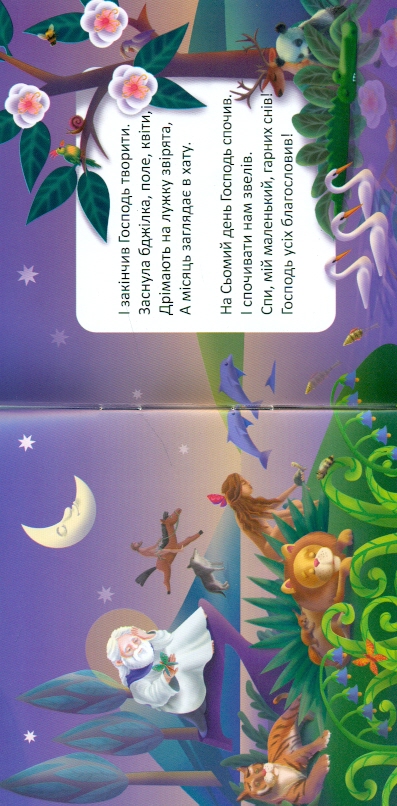 І закінчив Господь творити.
Заснула бджілка, поле, квіти,
Дрімають на лужку звірята,
А місяць заглядає в хату.
На Сьомий день Господь спочив.
І спочивати нам звелів.
Спи, мій маленький, гарних снів!
Господь усіх благословив!